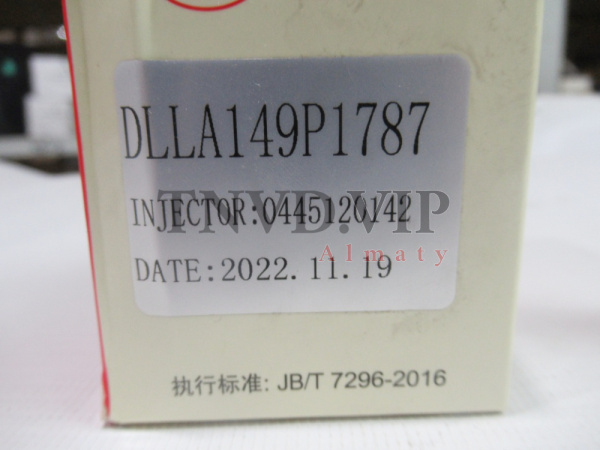 DLLA149P1787
INJECTOR:0445120142
TNVD.VIP
Almaty
DATE:2022.11.19
执行标准: JB/T 7296-2016